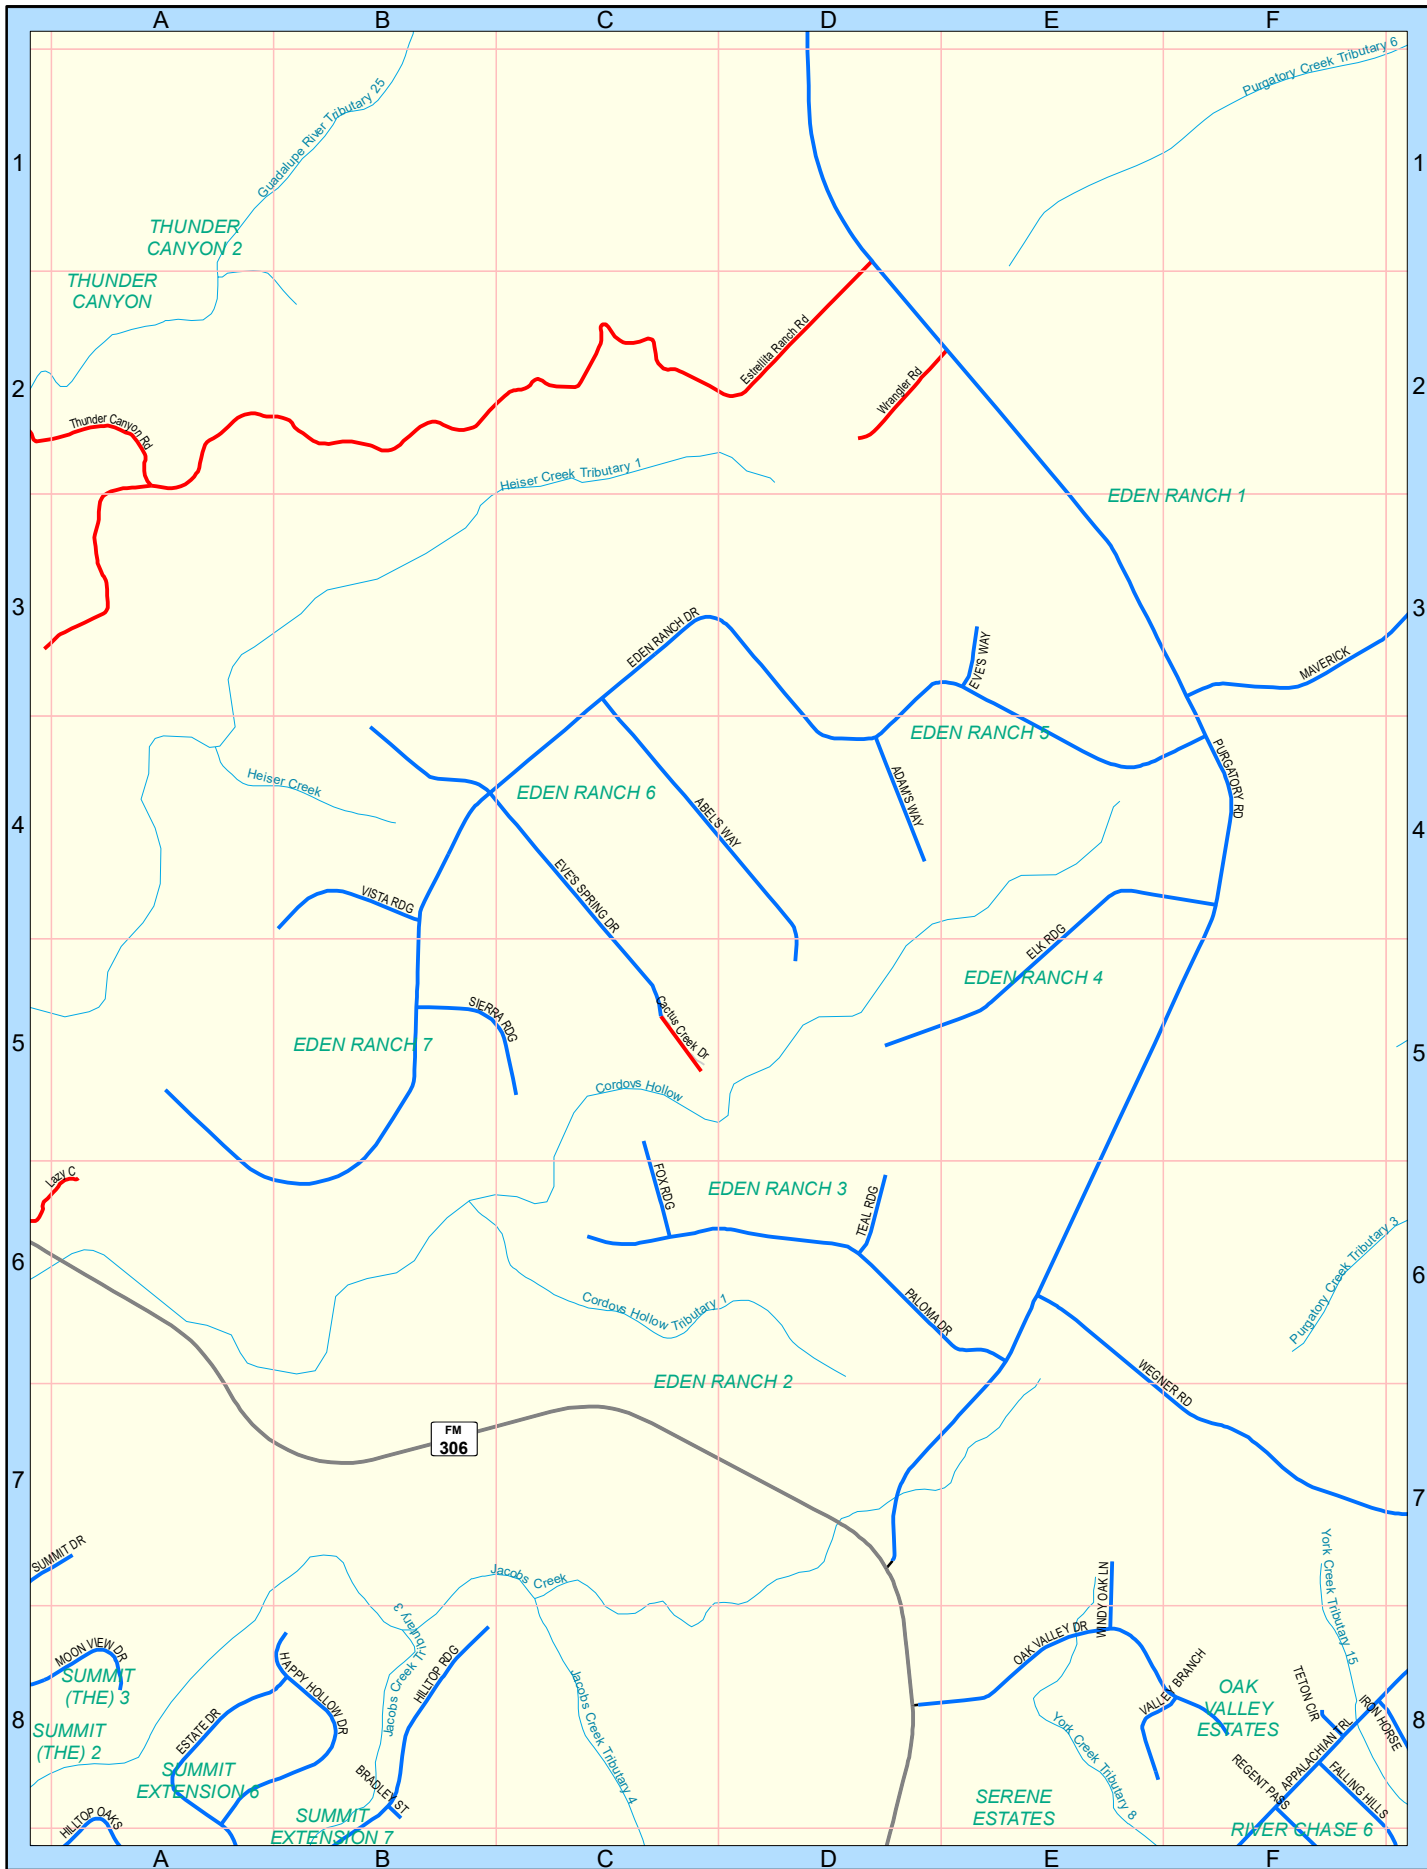 A B C D E F
Purgatory Creek Tributary 6
Guadalupe River Tributary 25
1 1
THUNDER
CANYON 2
THUNDER
CANYON
Estrellita Ranch Rd
Wrangler Rd
2 2
Thunder Canyon Rd
Heiser Creek Tributary 1
EDEN RANCH 1
3 3
EDEN RANCH DR
EVE'S WAY
MAVERICK
EDEN RANCH 5
PURGATORY RD
Heiser Creek
EDEN RANCH 6
ADAM'S WAY
ABEL'S WAY
4 4
EVE'S SPRING DR
VISTA RDG
ELK RDG
EDEN RANCH 4
SIERRA RDG
Cactus Creek Dr
EDEN RANCH 7
5 5
Cordovs Hollow
Lazy C
FOX RDG
EDEN RANCH 3
TEAL RDG
Purgatory Creek Tributary 3
6 6
Cordovs Hollow Tributary 1
PALOMA DR
EDEN RANCH 2
WEGNER RD
FM
306
7 7
SUMMIT DR
Jacobs Creek
WINDY OAK LN
York Creek Tributary 15
Jacobs Creek Tributary 3
MOON VIEW DR
HAPPY HOLLOW DR
HILLTOP RDG
OAK VALLEY DR
VALLEY BRANCH
SUMMIT
(THE) 3
Jacobs Creek Tributary 4
OAK
VALLEY
ESTATES
TETON CIR
IRON HORSE
ESTATE DR
SUMMIT
(THE) 2
8 8
York Creek Tributary 8
APPALACHIAN TRL
REGENT PASS
FALLING HILLS
SUMMIT
EXTENSION 6
BRADLEY ST
SERENE
ESTATES
HILLTOP OAKS
SUMMIT
EXTENSION 7
RIVER CHASE 6
A B C D E F